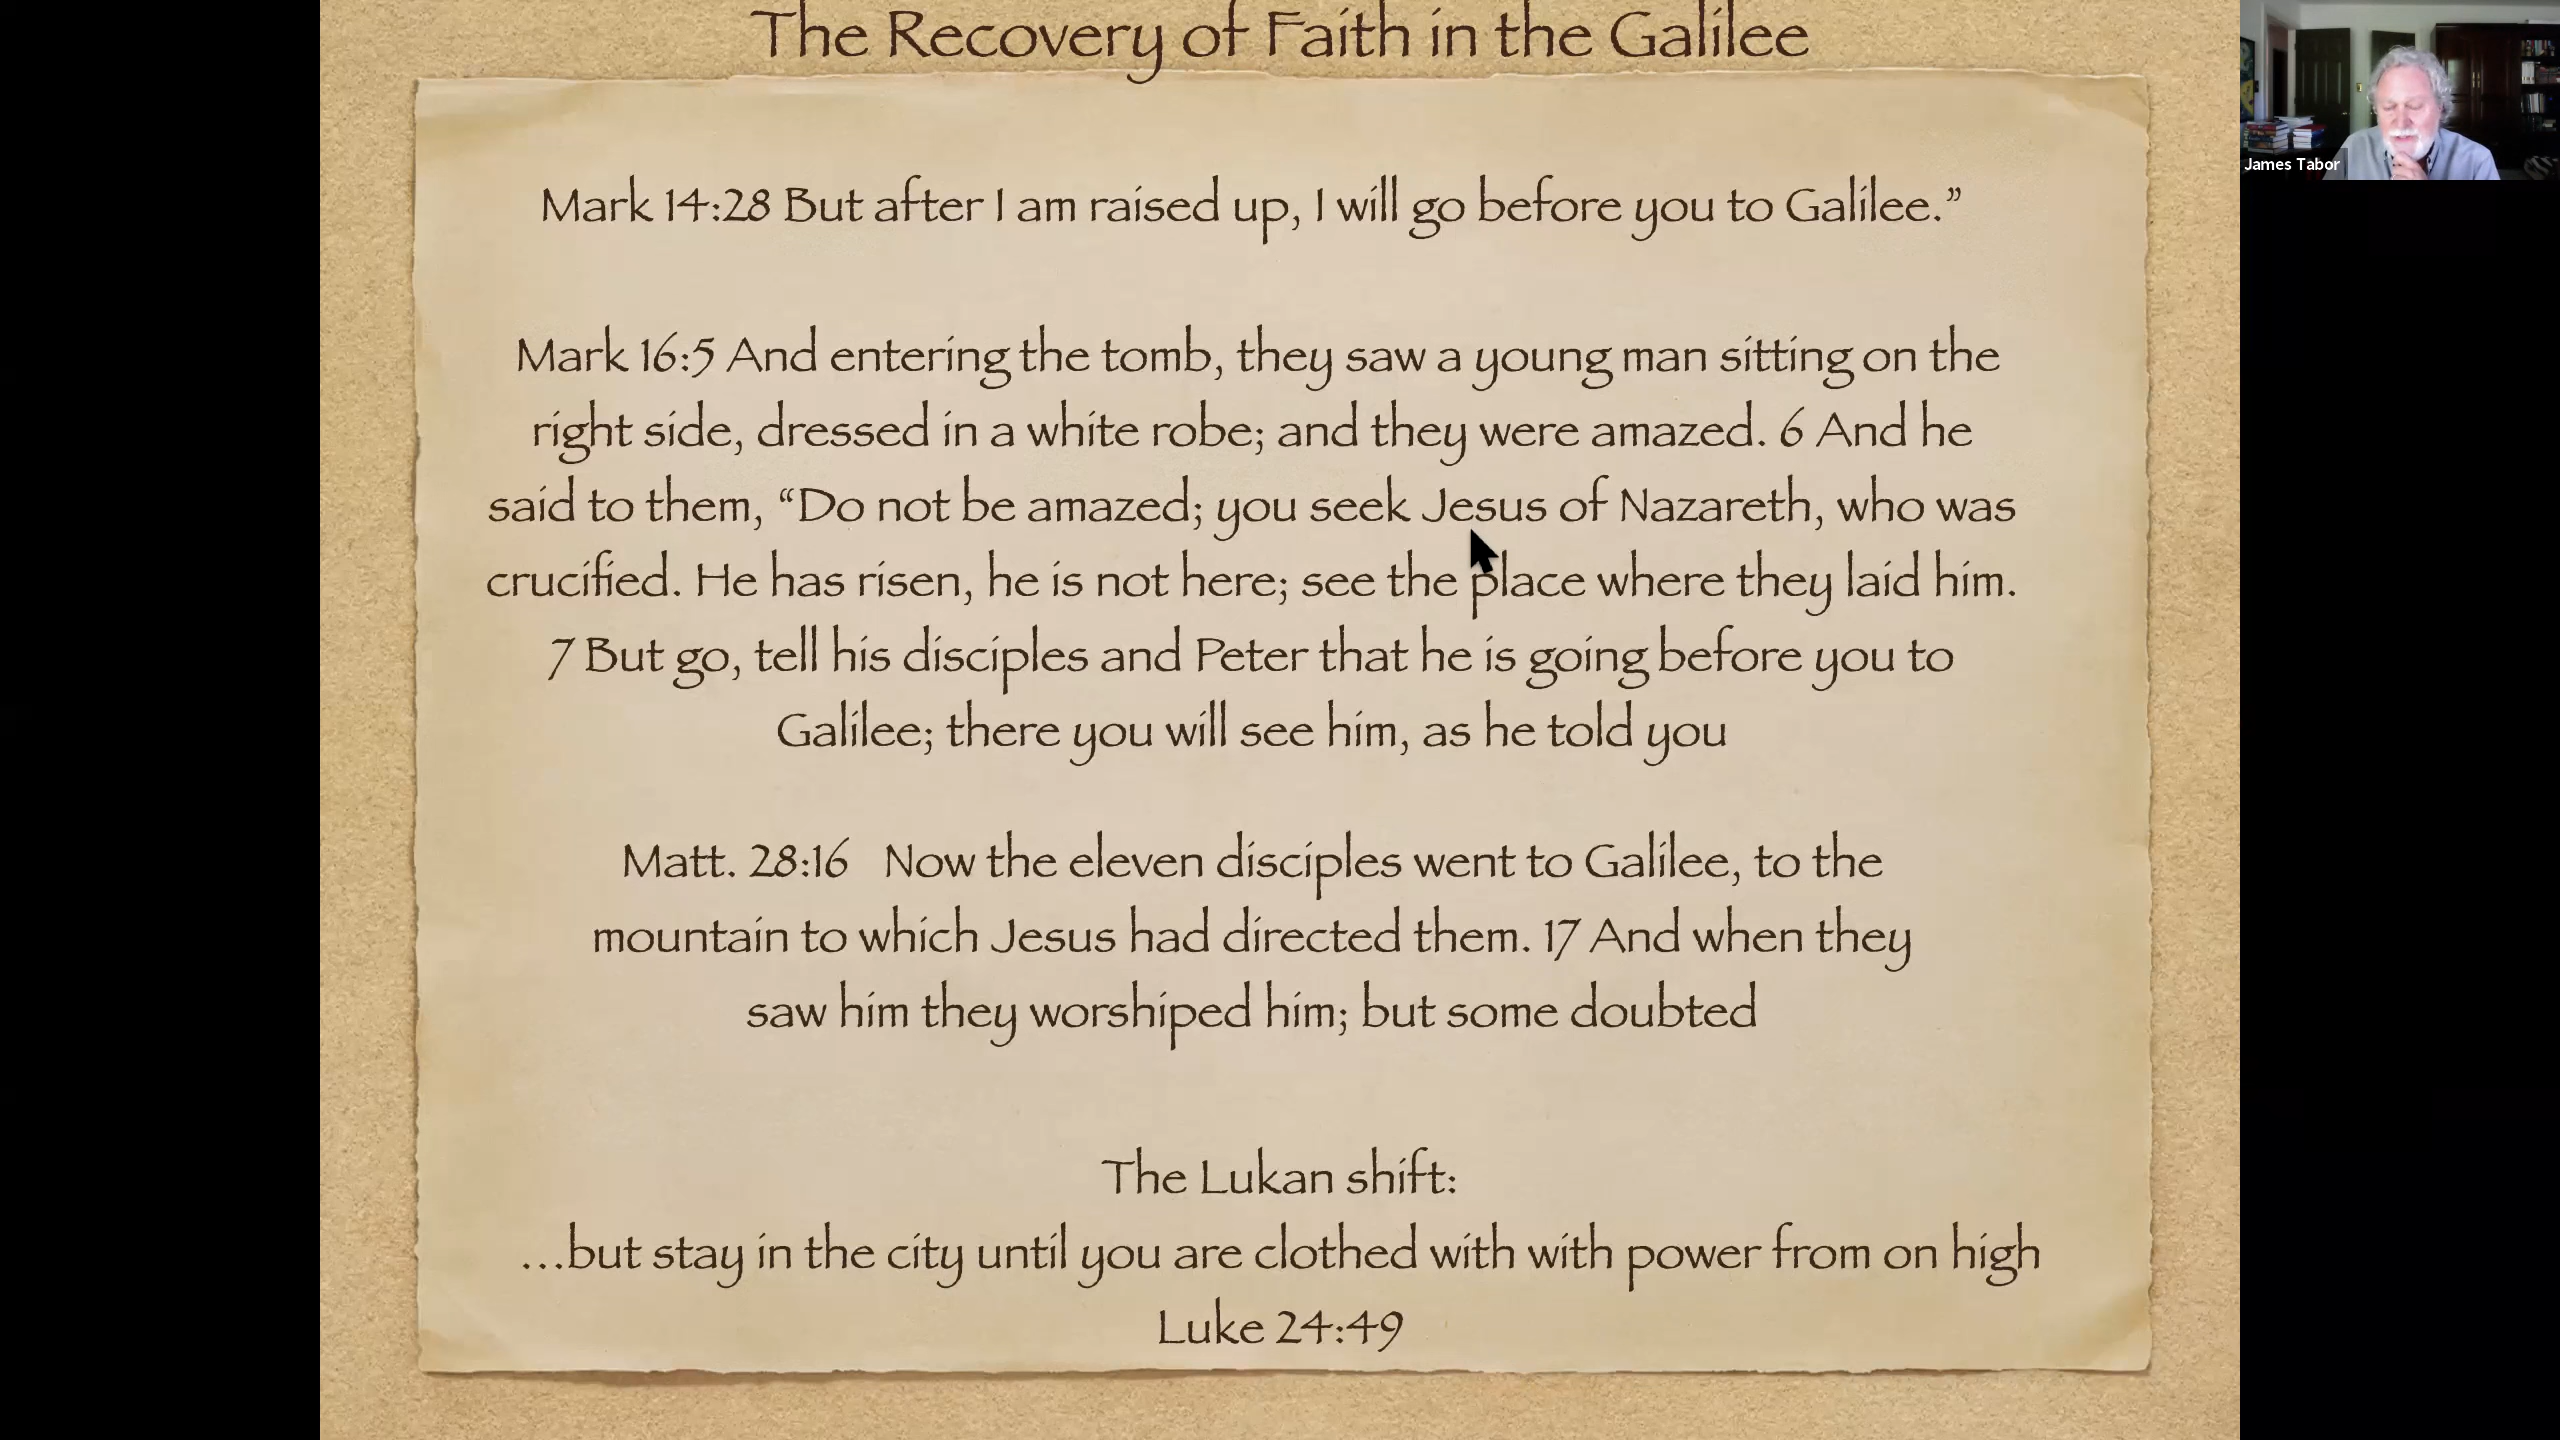 The Recovery of Faith in the Galilee
James Tabor
Mark 14:28 But after I am raised up, I will go before you to Galilee.”
Mark 16:5 And entering the tomb, they saw a young man sitting on the
right side, dressed in a white robe; and they were amazed. 6 And he
said to them, “Do not be amazed; you seek Jesus of Nazareth, who was
crucified. He has risen, he is not here; see the place where they laid him.
7 But go, tell his disciples and Peter that he is going before you to
Galilee; there you will see him, as he told you
Matt. 28:16 Now the eleven disciples went to Galilee, to the
mountain to which Jesus had directed them. 17 And when they
saw him they worshiped him; but some doubted
The Lukan shift:
…but stay in the city until you are clothed with with power from on high
Luke 24:49